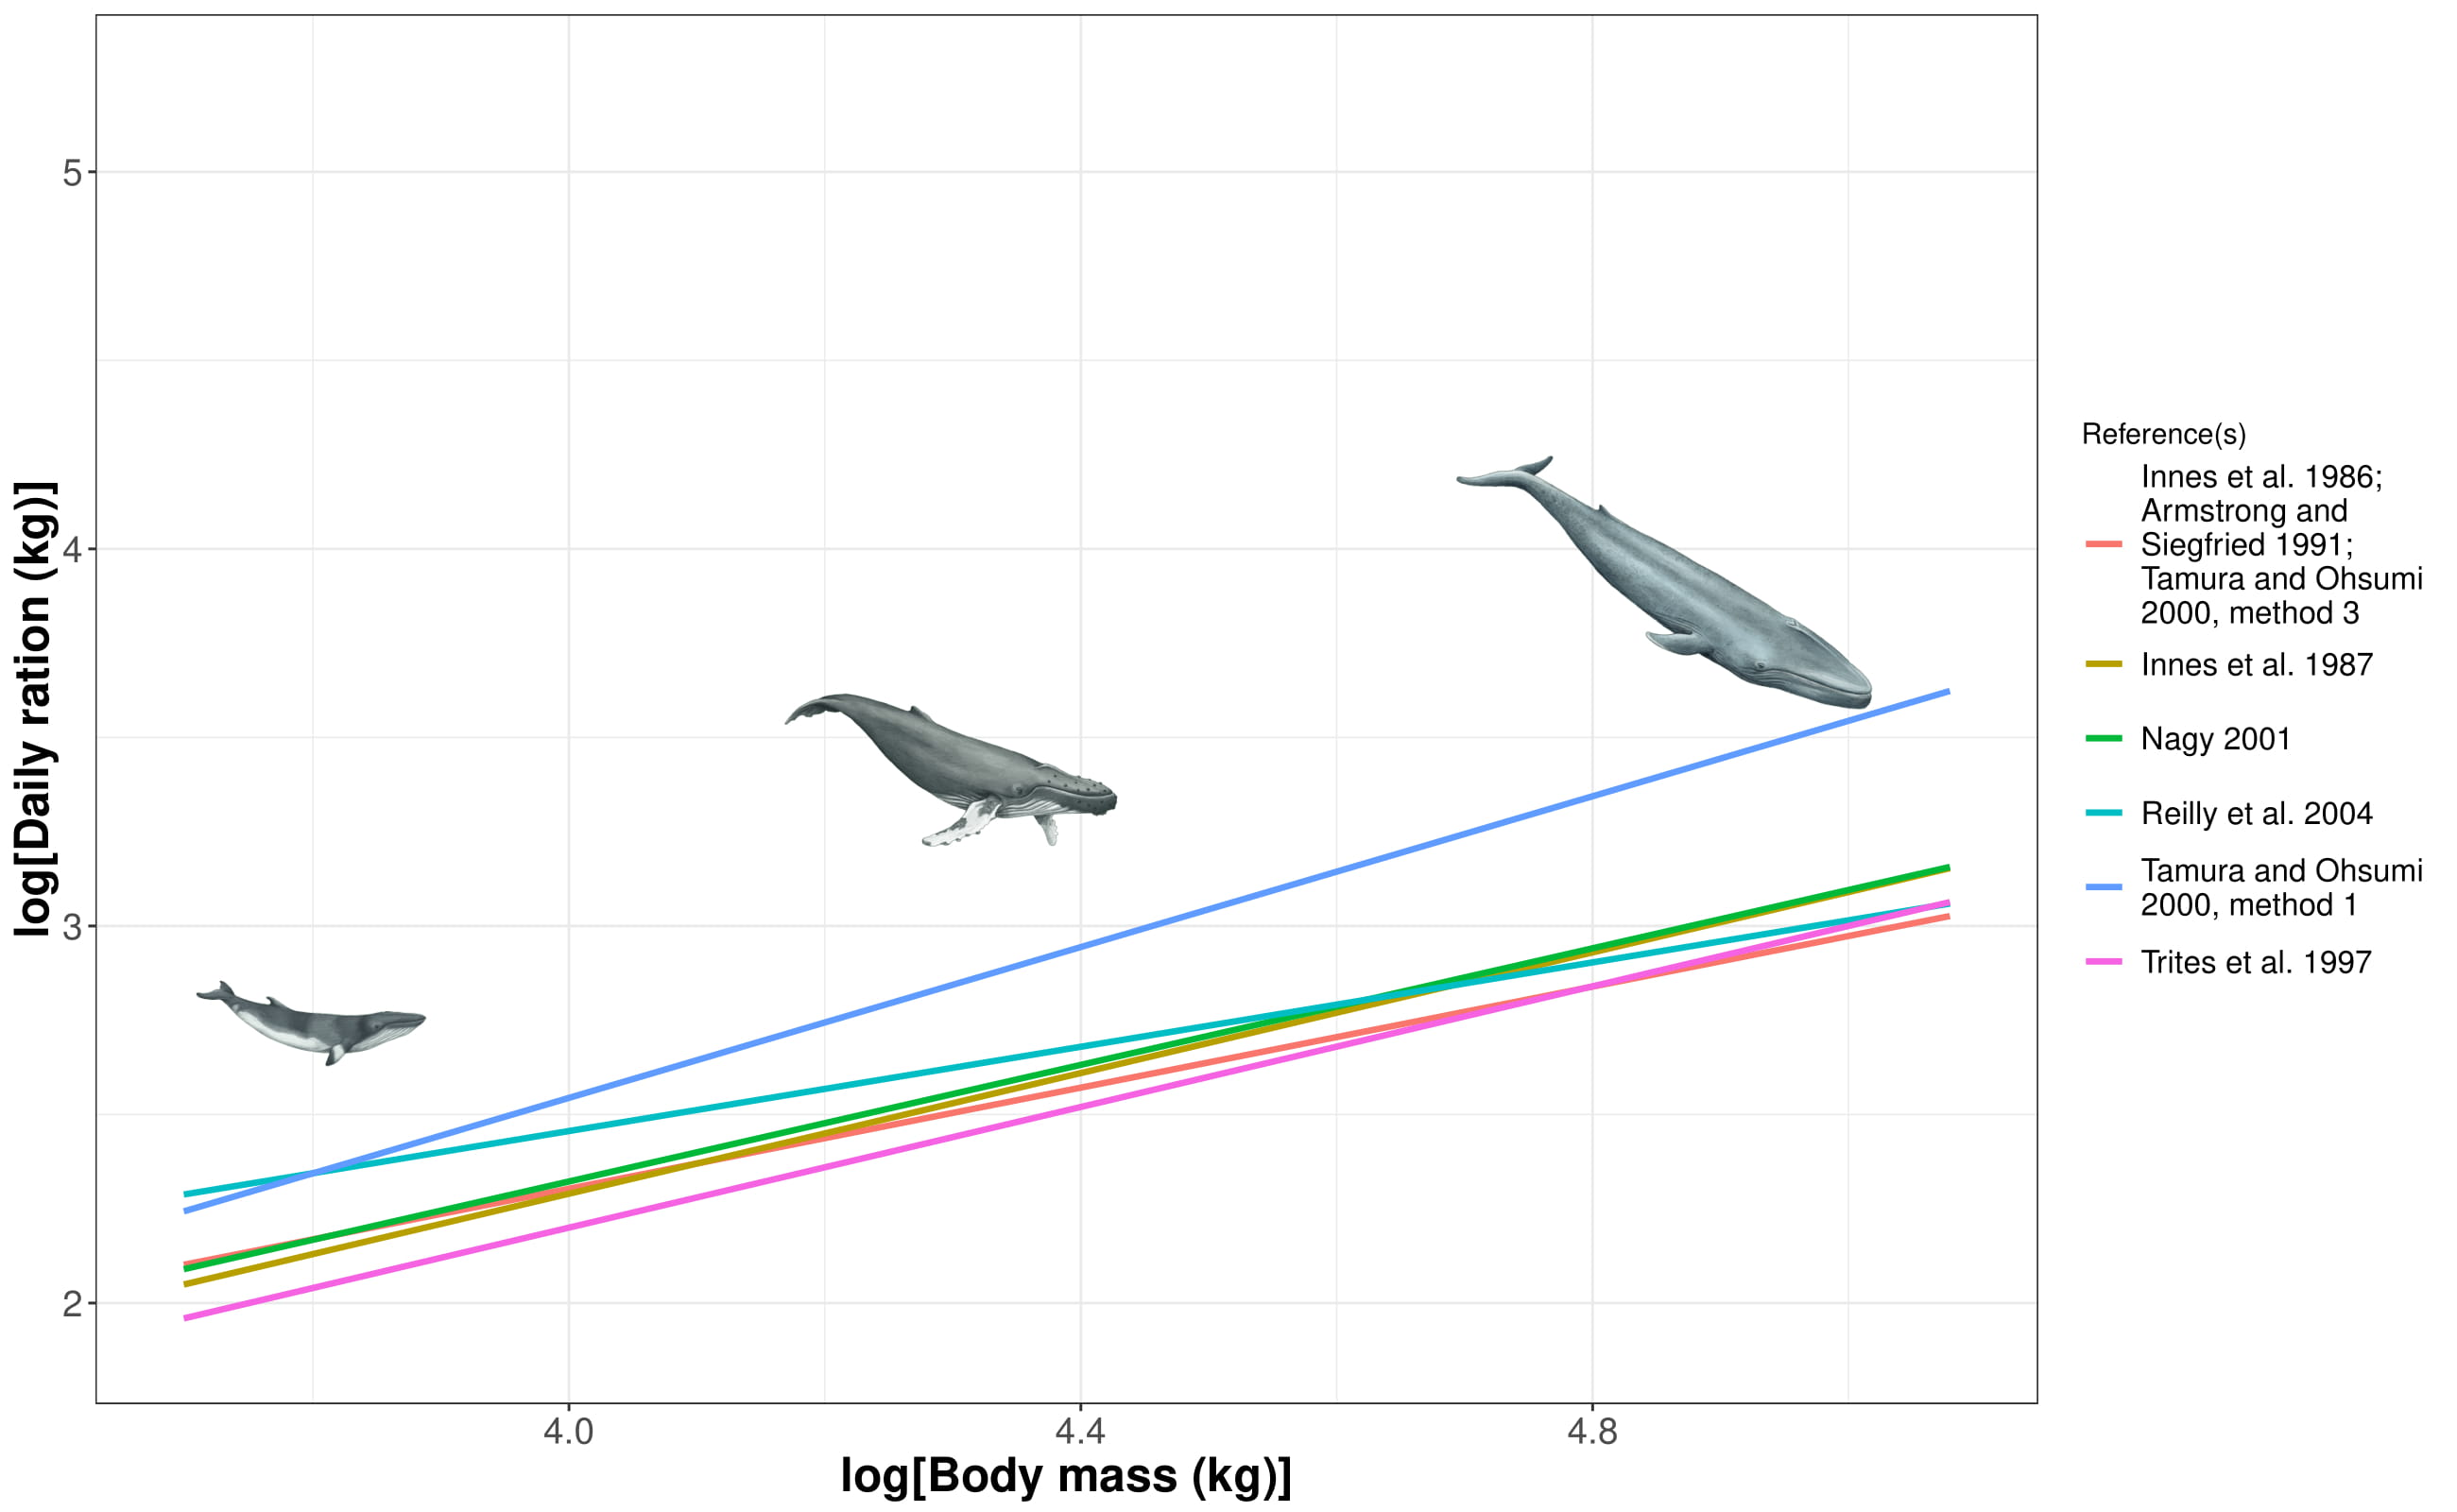 5
4
3
2
log[Daily ration (kg)]
4.0
4.4
4.8
log[Body mass (kg)]
Reference(s)
Innes et al. 1986;
Armstrong and
Siegfried 1991;
Tamura and Ohsumi
2000, method 3
Innes et al. 1987
Nagy 2001
Reilly et al. 2004
Tamura and Ohsumi
2000, method 1
Trites et al. 1997